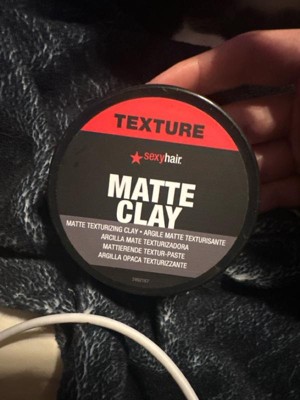 TEXTURE
sexyhair.
MATTE
CLAY
MATTE TEXTURIZING CLAY • ARGILE MATTE TEXTURISANTE
ARCILLA MATE TEXTURIZADORA
MATTIERENDE TEXTUR-PASTE
ARGILLA OPACA TEXTURIZZANTE